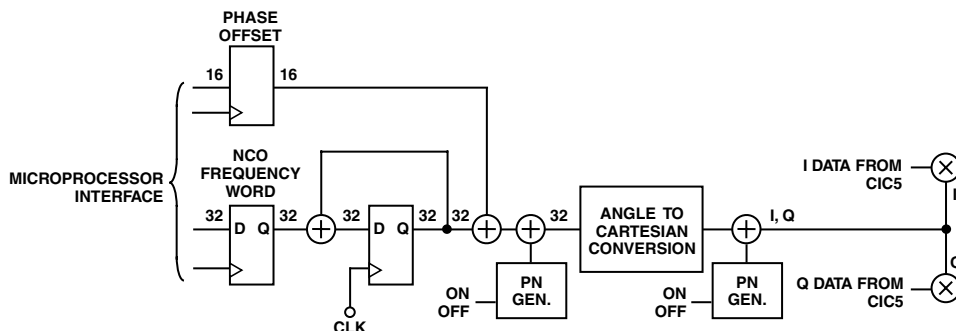 PHASE
OFFSET
16 16
NCO
FREQUENCY
WORD
MICROPROCESSOR
INTERFACE
32 D Q 32 32 D Q 32 32 32
CLK
ON
OFF
PN
GEN.
ANGLE TO
CARTESIAN
CONVERSION
I, Q
ON
OFF
PN
GEN.
I DATA FROM
CIC5
Q DATA FROM
CIC5